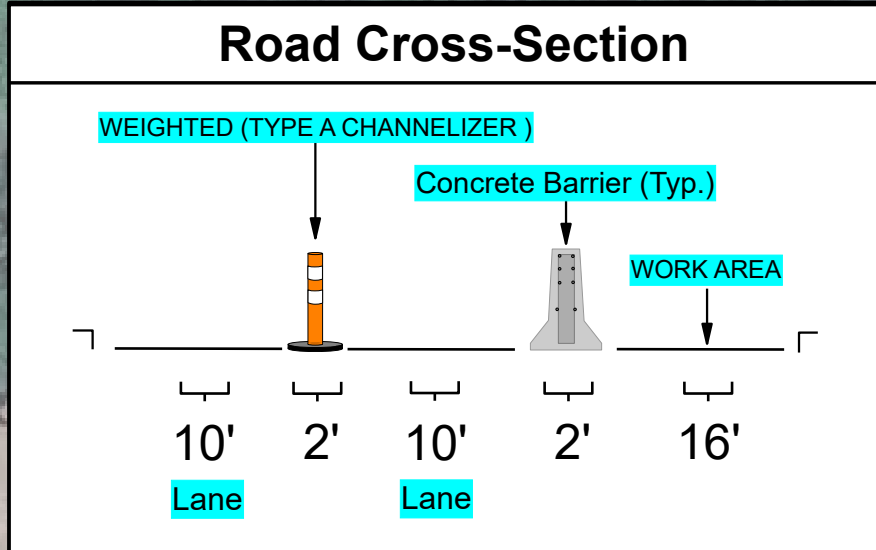 Road Cross-Section
WEIGHTED (TYPE A CHANNELIZER )
Concrete Barrier (Typ.)
WORK AREA
10' 2' 10' 2' 16'
Lane Lane